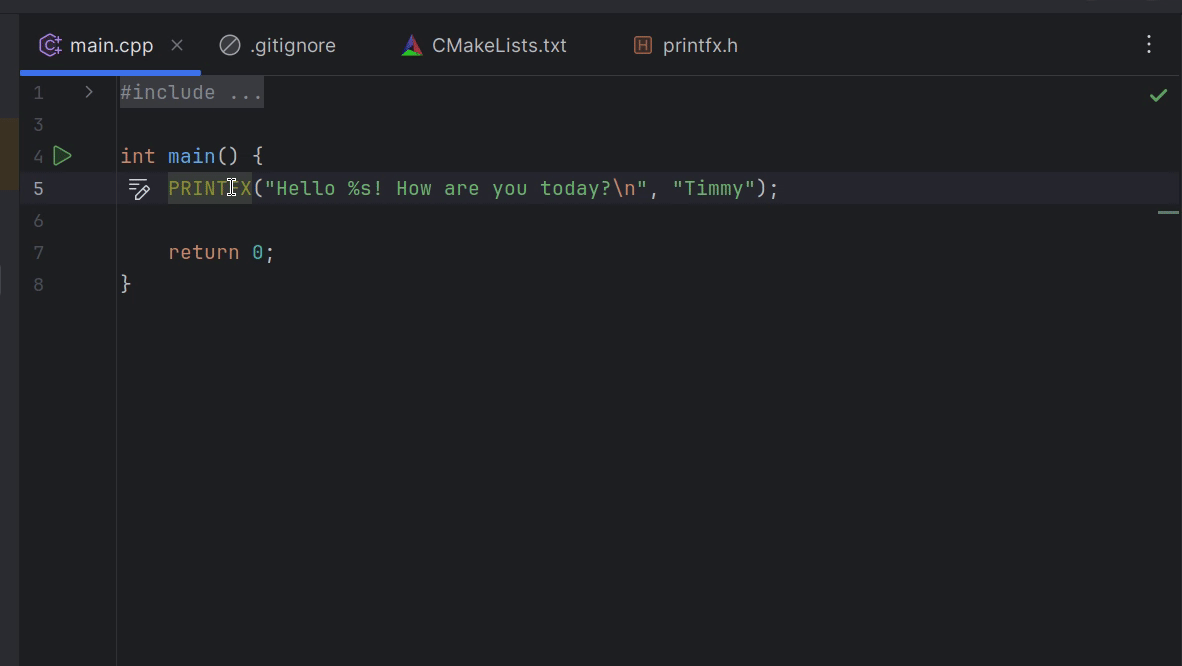 main.cpp .gitignore CMakeLists.txt H printfx.h
1 #include ...
3
4 int main() {
5 PRINTFX("Hello %s! How are you today?\n", "Timmy");
6
7 return 0;
8 }